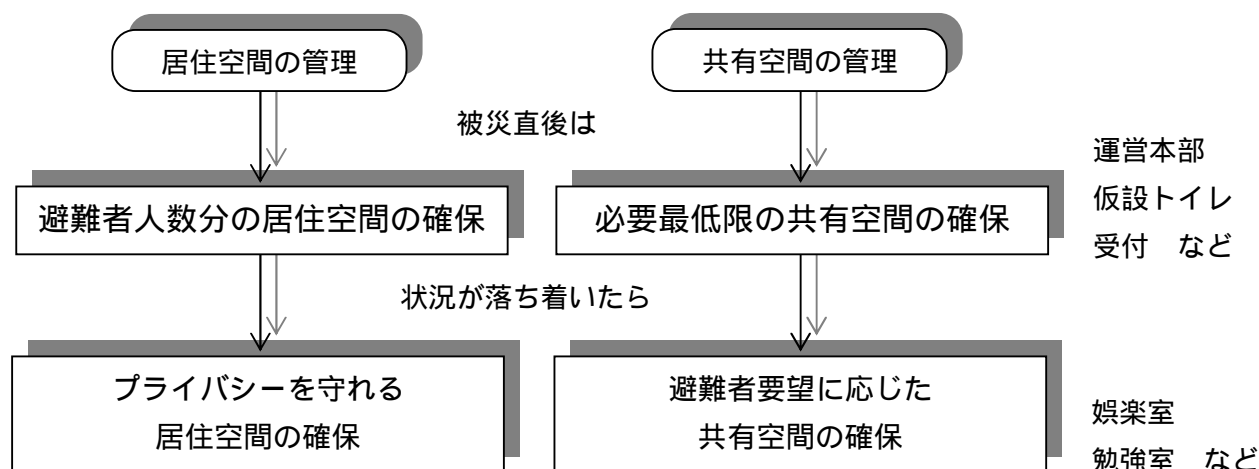 居住空間の管理
共有空間の管理
被災直後は
避難者人数分の居住空間の確保
必要最低限の共有空間の確保
運営本部
仮設トイレ
受付　など
状況が落ち着いたら
プライバシーを守れる
居住空間の確保
避難者要望に応じた
共有空間の確保
娯楽室
勉強室　など